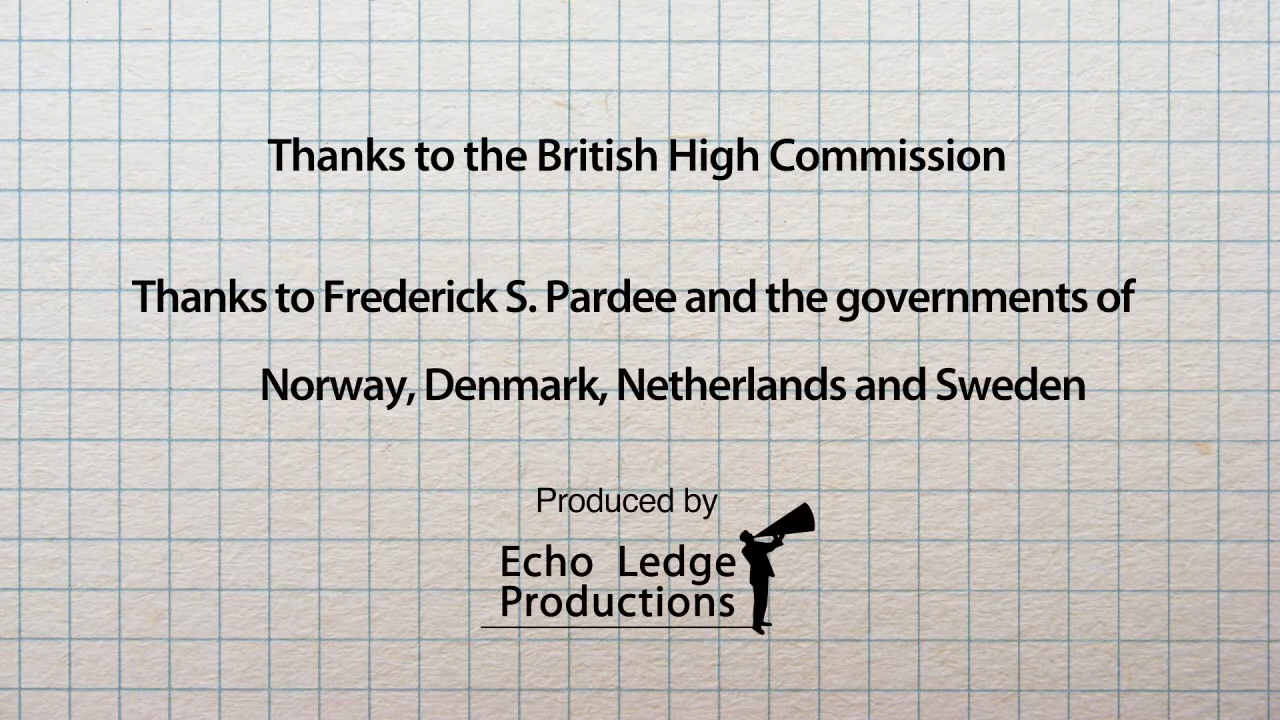 Thanks to the British High Commission
Thanks to Frederick S. Pardee and the governments of
Norway, Denmark, Netherlands and Sweden
Produced by
Echo Ledge
Productions